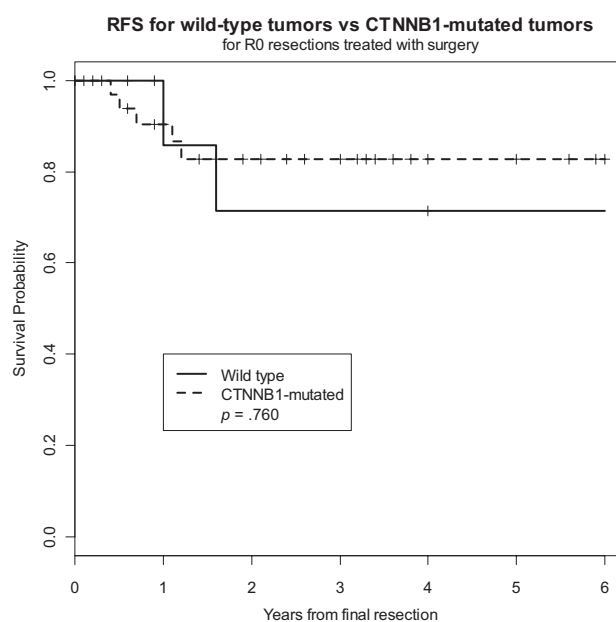 RFS for wild-type tumors vs CTNNB1-mutated tumors
for R0 resections treated with surgery
Survival Probability
1.0
0.8
0.6
0.4
0.2
0.0
Wild type
CTNNB1-mutated
p = .760
0 1 2 3 4 5 6
Years from final resection